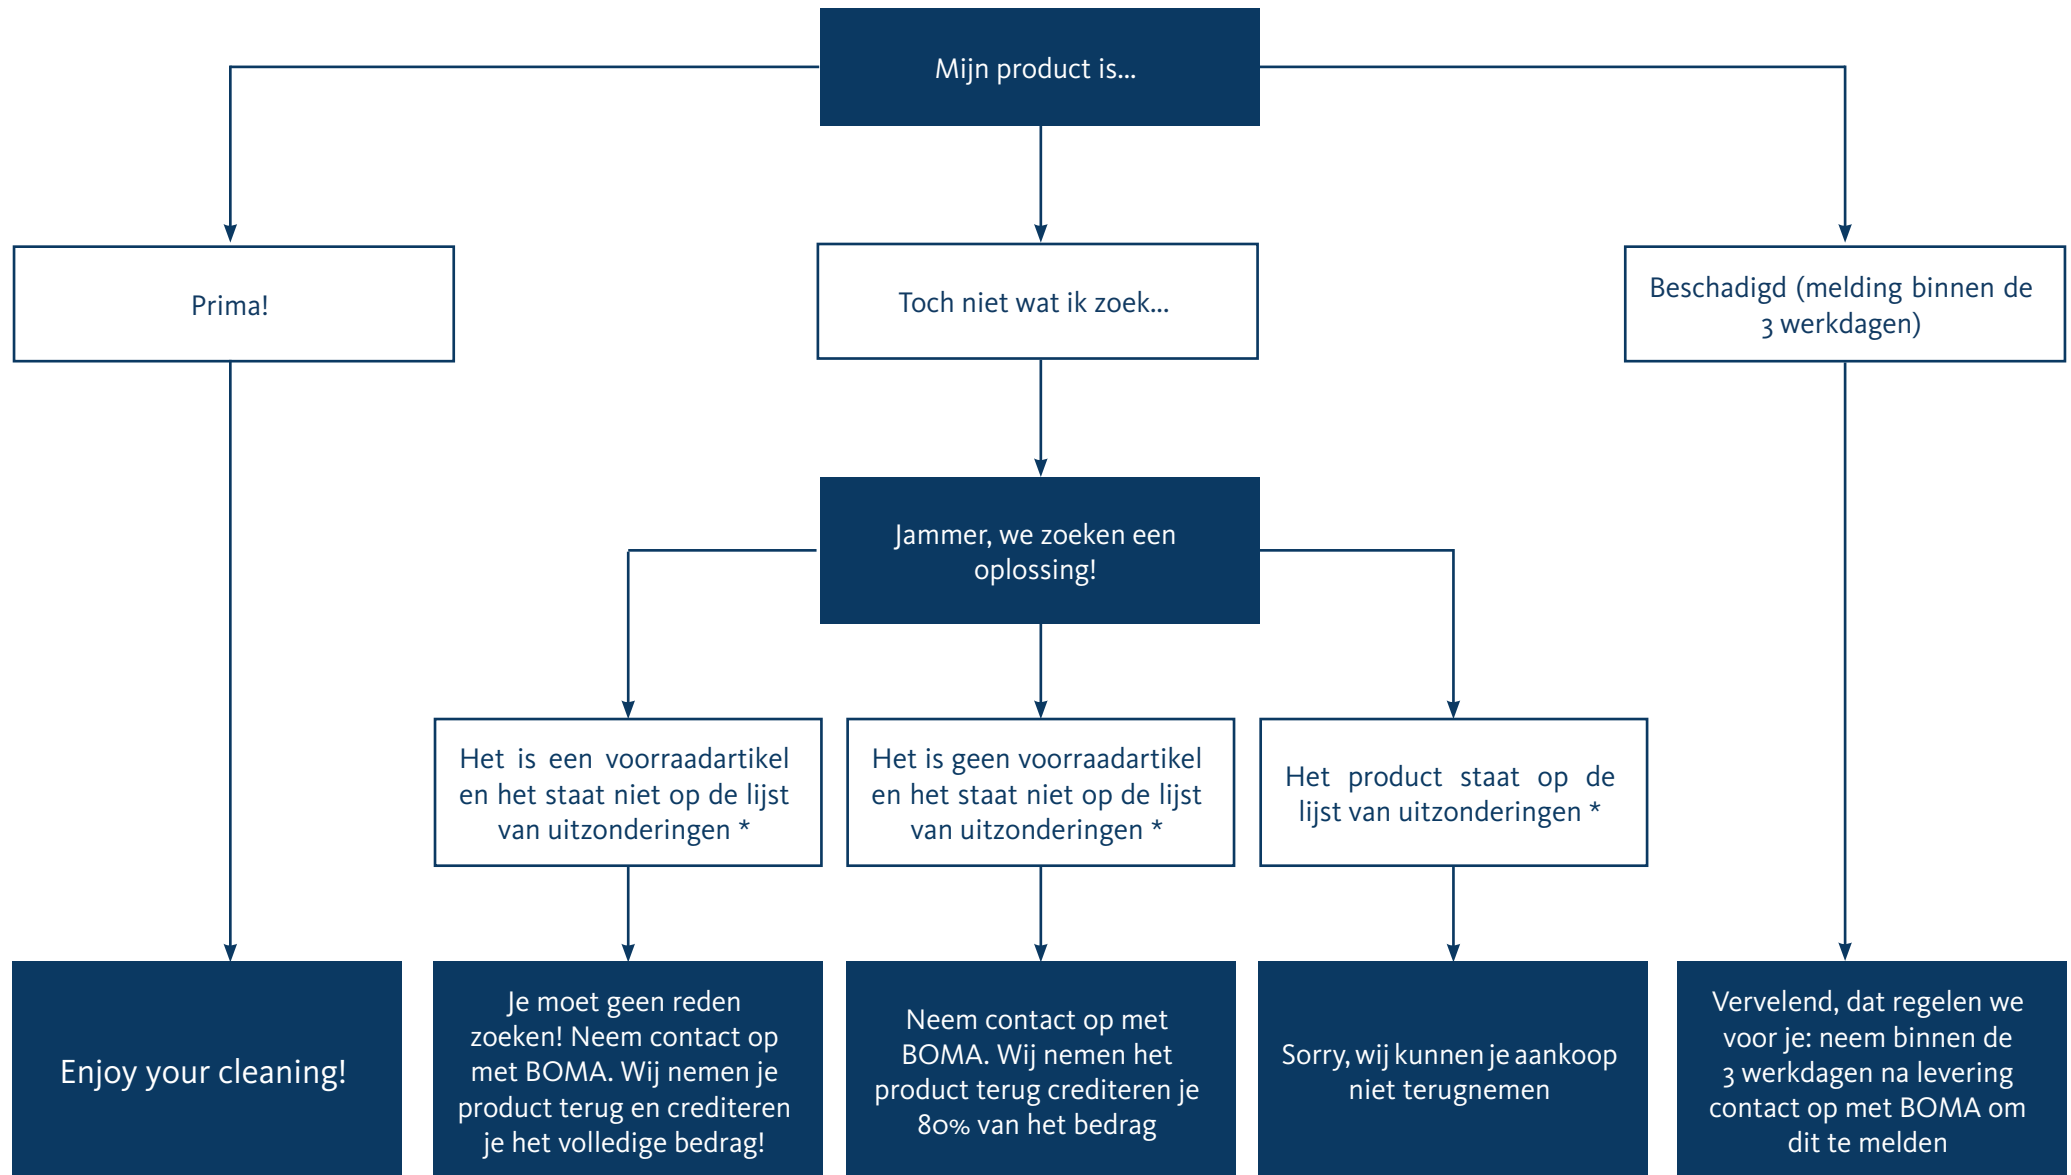 Mijn product is...
Prima!
Toch niet wat ik zoek...
Beschadigd (melding binnen de
3 werkdagen)
Jammer, we zoeken een
oplossing!
Het is een voorraadartikel
en het staat niet op de lijst
van uitzonderingen *
Het is geen voorraadartikel
en het staat niet op de lijst
van uitzonderingen *
Het product staat op de
lijst van uitzonderingen *
Enjoy your cleaning!
Je moet geen reden
zoeken! Neem contact op
met BOMA. Wij nemen je
product terug en crediteren
je het volledige bedrag!
Neem contact op met
BOMA. Wij nemen het
product terug crediteren je
80% van het bedrag
Sorry, wij kunnen je aankoop
niet terugnemen
Vervelend, dat regelen we
voor je: neem binnen de
3 werkdagen na levering
contact op met BOMA om
dit te melden